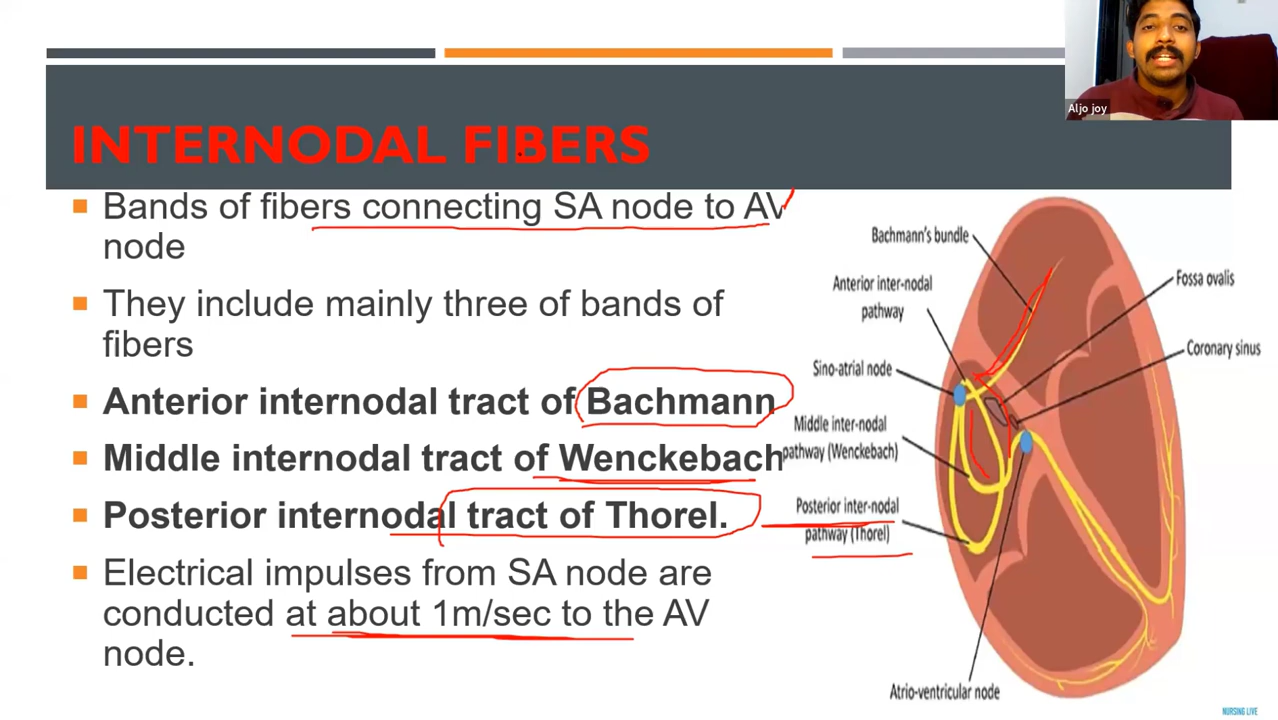 Aljo joy
INTERNODAL FIBERS
Bands of fibers connecting SA node to AV
node
They include mainly three of bands of
fibers
Anterior internodal tract of Bachmann
Middle internodal tract of Wenckebach
Posterior internodal tract of Thorel.
Electrical impulses from SA node are
conducted at about 1m/sec to the AV
node.
Bachmann's bundle
Anterior inter-nodal
pathway
Sino-atrial node
Middle inter-nodal
pathway (Wenckebach)
Posterior inter-nodal
pathway (Thorel)
Fossa ovalis
Coronary sinus
Atrio-ventricular node
NURSING LIVE